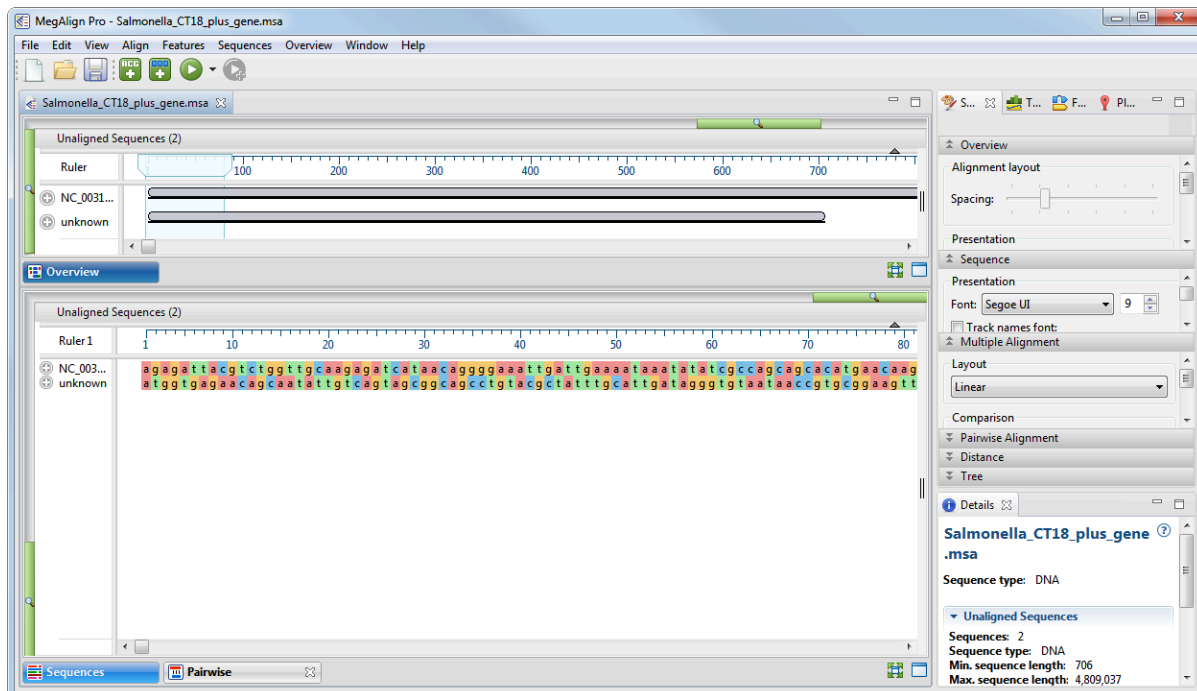 MegAlign Pro - Salmonella_CT18_plus_gene.msa
File Edit View Align Features Sequences Overview Window Help
Salmonella_CT18_plus_gene.msa
Unaligned Sequences (2)
Ruler 100 200 300 400 500 600 700
NC_0031...
unknown
Overview
Unaligned Sequences (2)
Ruler 1 1 10 20 30 40 50 60 70 80
NC_003... agagattacgtctggttgcaagagatcataacaggggaaattgattgaaaataaatatatcgccagcagcacatgaacaag
unknown atggtgagaacagcaatattgtcagtagcggcagcctgtacgctatttgcattgatagggtgtaataaccgtgcggaagtt
Sequences Pairwise
S... T... F... Pl...
Overview
Alignment layout
Spacing:
Presentation
Sequence
Presentation
Font: Segoe UI 9
Track names font:
Multiple Alignment
Layout
Linear
Comparison
Pairwise Alignment
Distance
Tree
Details
Salmonella_CT18_plus_gene
.msa
Sequence type: DNA
Unaligned Sequences
Sequences: 2
Sequence type: DNA
Min. sequence length: 706
Max. sequence length: 4,809,037